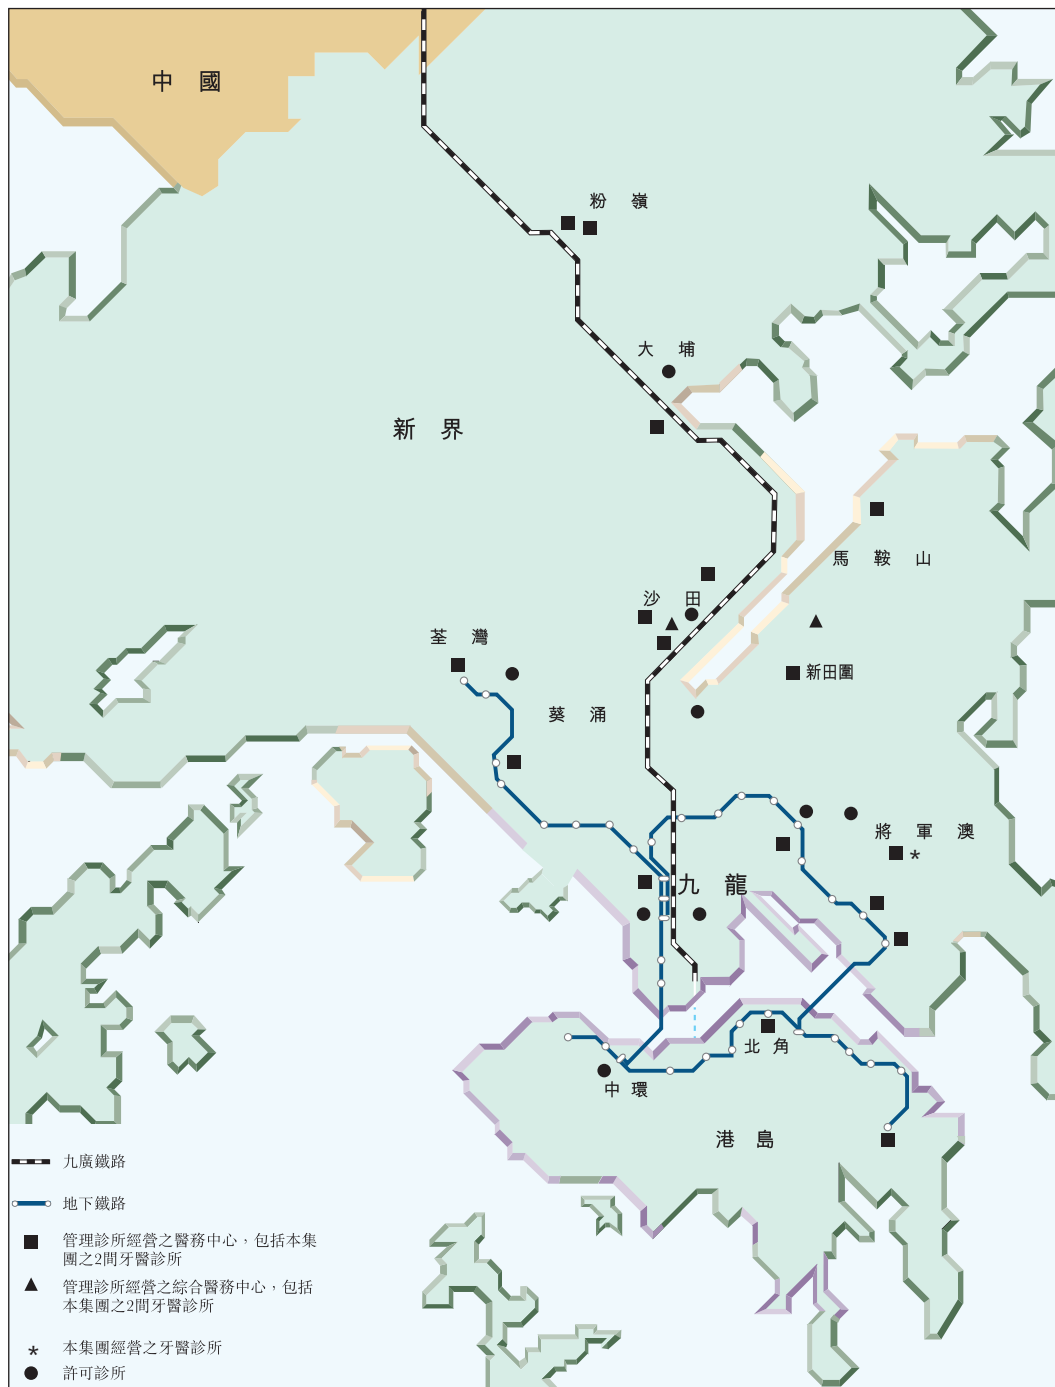 中國
粉嶺
大埔
新界
馬鞍山
沙田
荃灣
新田圍
葵涌
將軍澳
*
九龍
北角
中環
港島
九廣鐵路
地下鐵路
管理診所經營之醫務中心，包括本集
團之2間牙醫診所
管理診所經營之綜合醫務中心，包括
本集團之2間牙醫診所
* 本集團經營之牙醫診所
許可診所